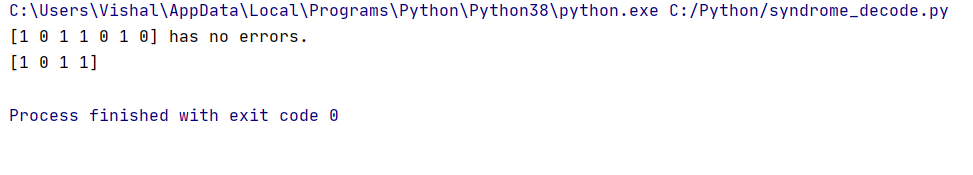 C:\Users\Vishal\AppData\Local\Programs\Python\Python38\python.exe C:/Python/syndrome_decode.py
[1 0 1 1 0 1 0] has no errors.
[1 0 1 1]
Process finished with exit code 0